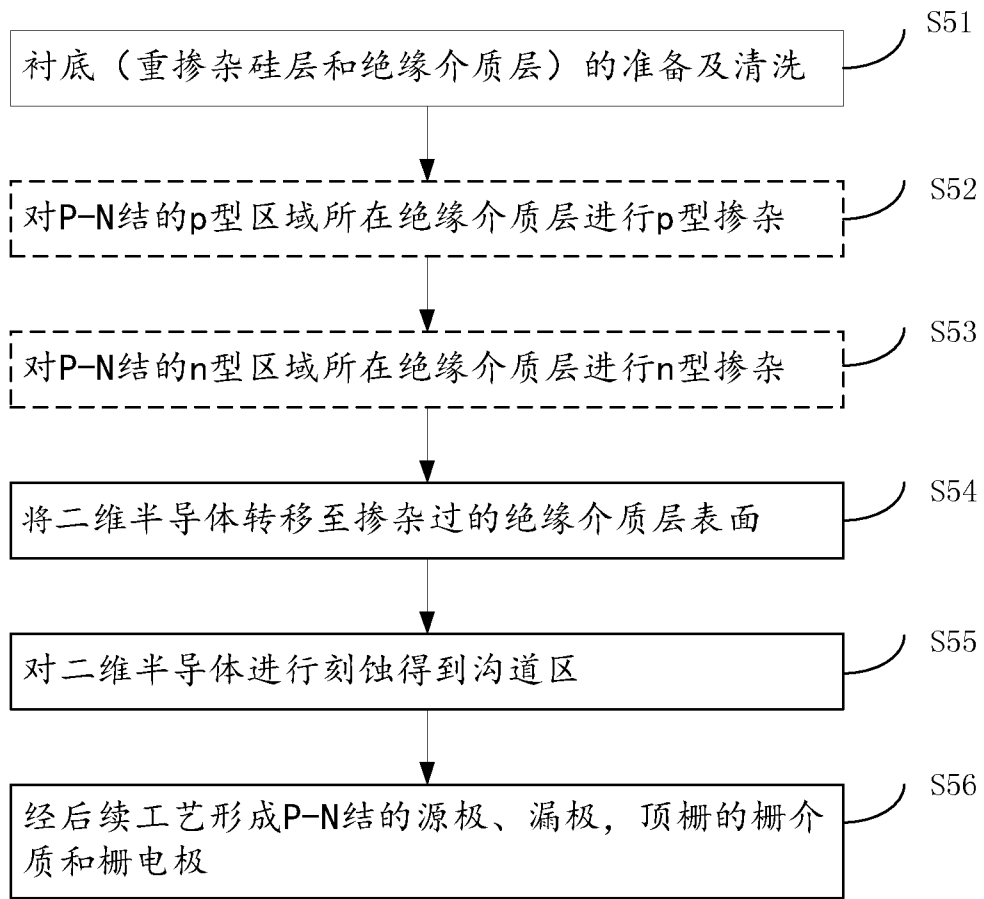 S51
衬底（重掺杂硅层和绝缘介质层）的准备及清洗
S52
对P-N结的p型区域所在绝缘介质层进行p型掺杂
S53
对P-N结的n型区域所在绝缘介质层进行n型掺杂
S54
将二维半导体转移至掺杂过的绝缘介质层表面
S55
对二维半导体进行刻蚀得到沟道区
S56
经后续工艺形成P-N结的源极、漏极，顶栅的栅介
质和栅电极